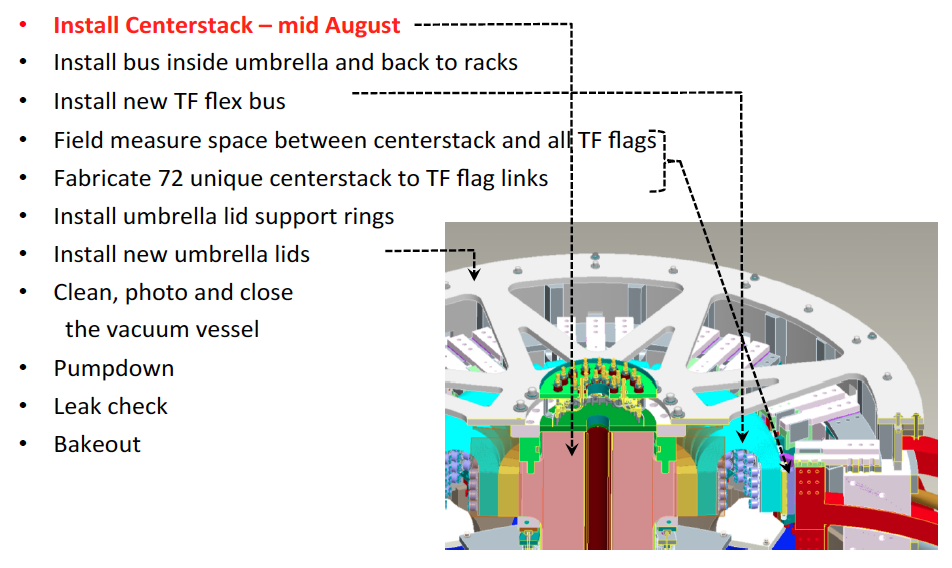 • Install Centerstack – mid August
• Install bus inside umbrella and back to racks
• Install new TF flex bus
• Field measure space between centerstack and all TF flags
• Fabricate 72 unique centerstack to TF flag links
• Install umbrella lid support rings
• Install new umbrella lids
• Clean, photo and close
the vacuum vessel
• Pumpdown
• Leak check
• Bakeout